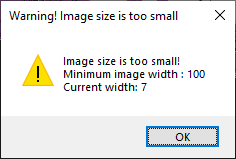 Warning! Image size is too small
Image size is too small!
Minimum image width : 100
Current width: 7
OK